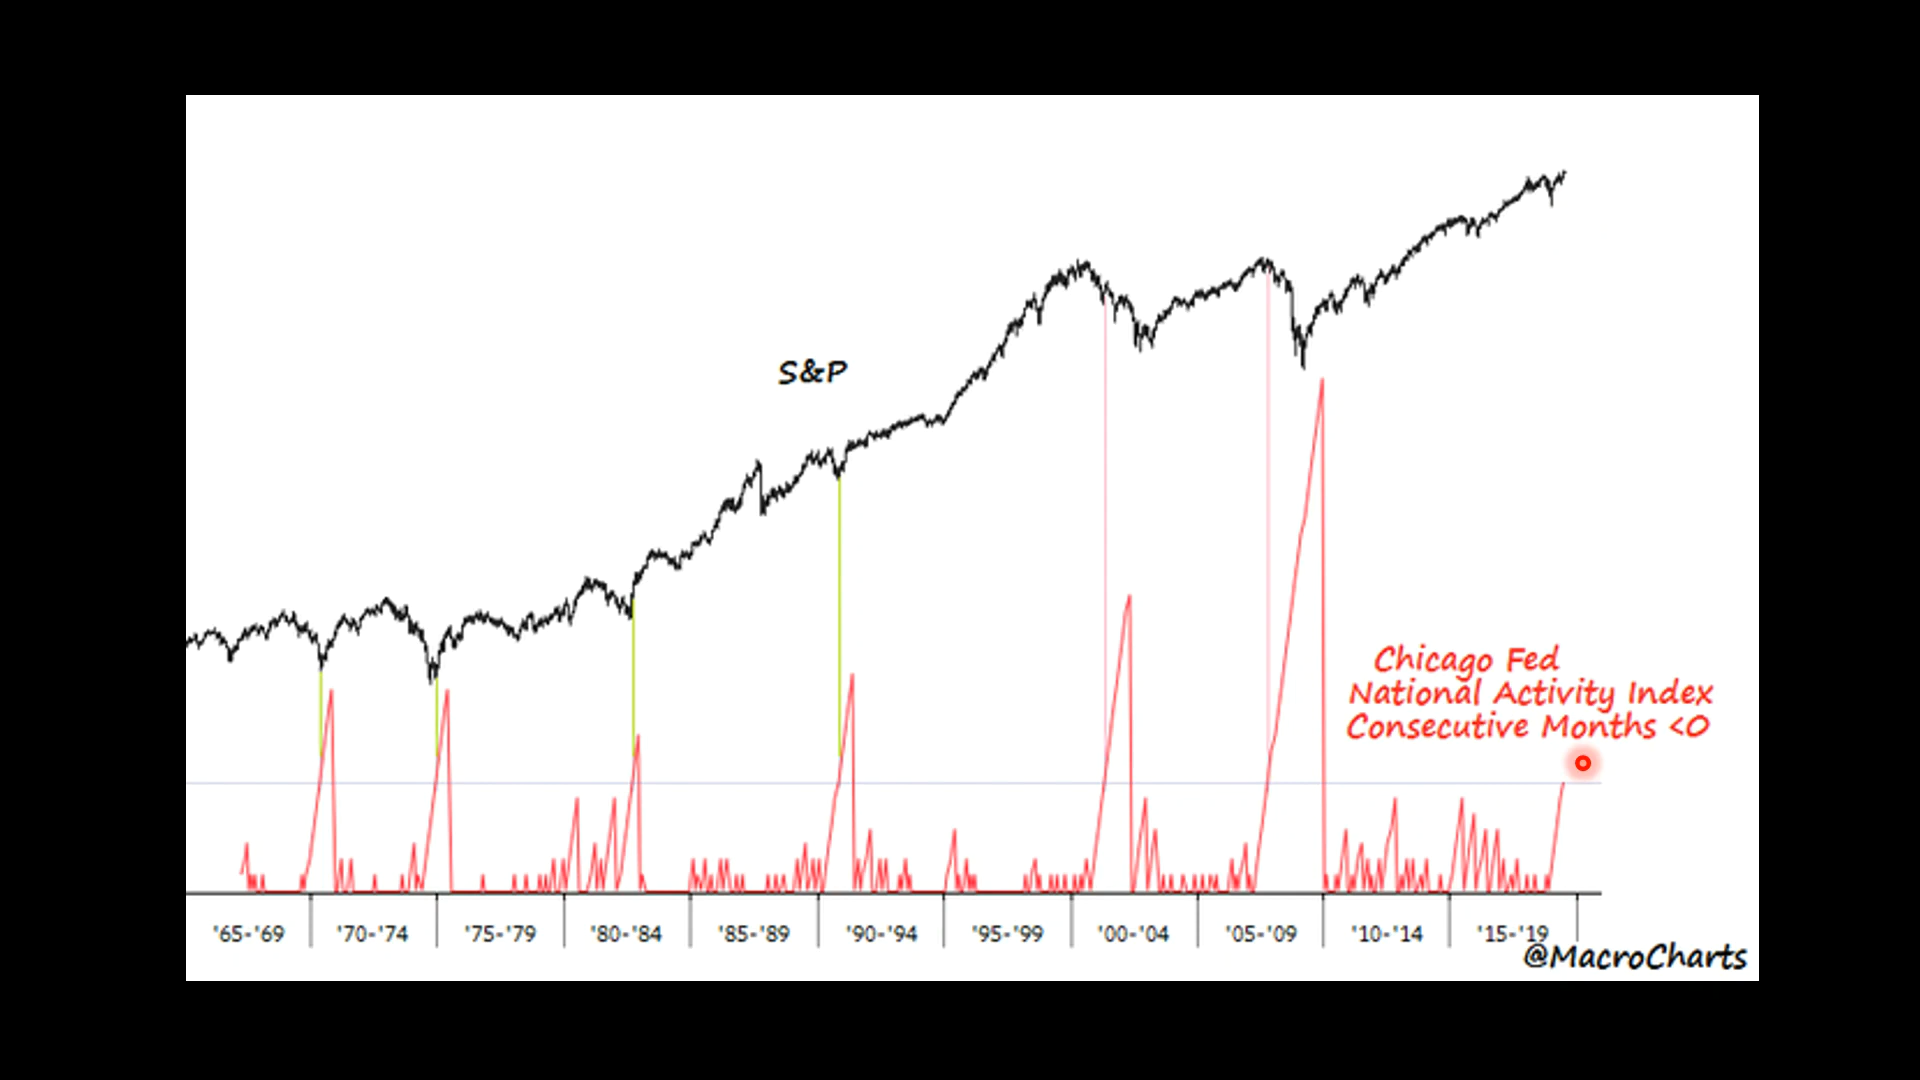 S&P
Chicago Fed
National Activity Index
Consecutive Months <0
'65-'69 '70-'74 '75-'79 '80-'84 '85-'89 '90-'94 '95-'99 '00-'04 '05-'09 '10-'14 '15-'19
@MacroCharts